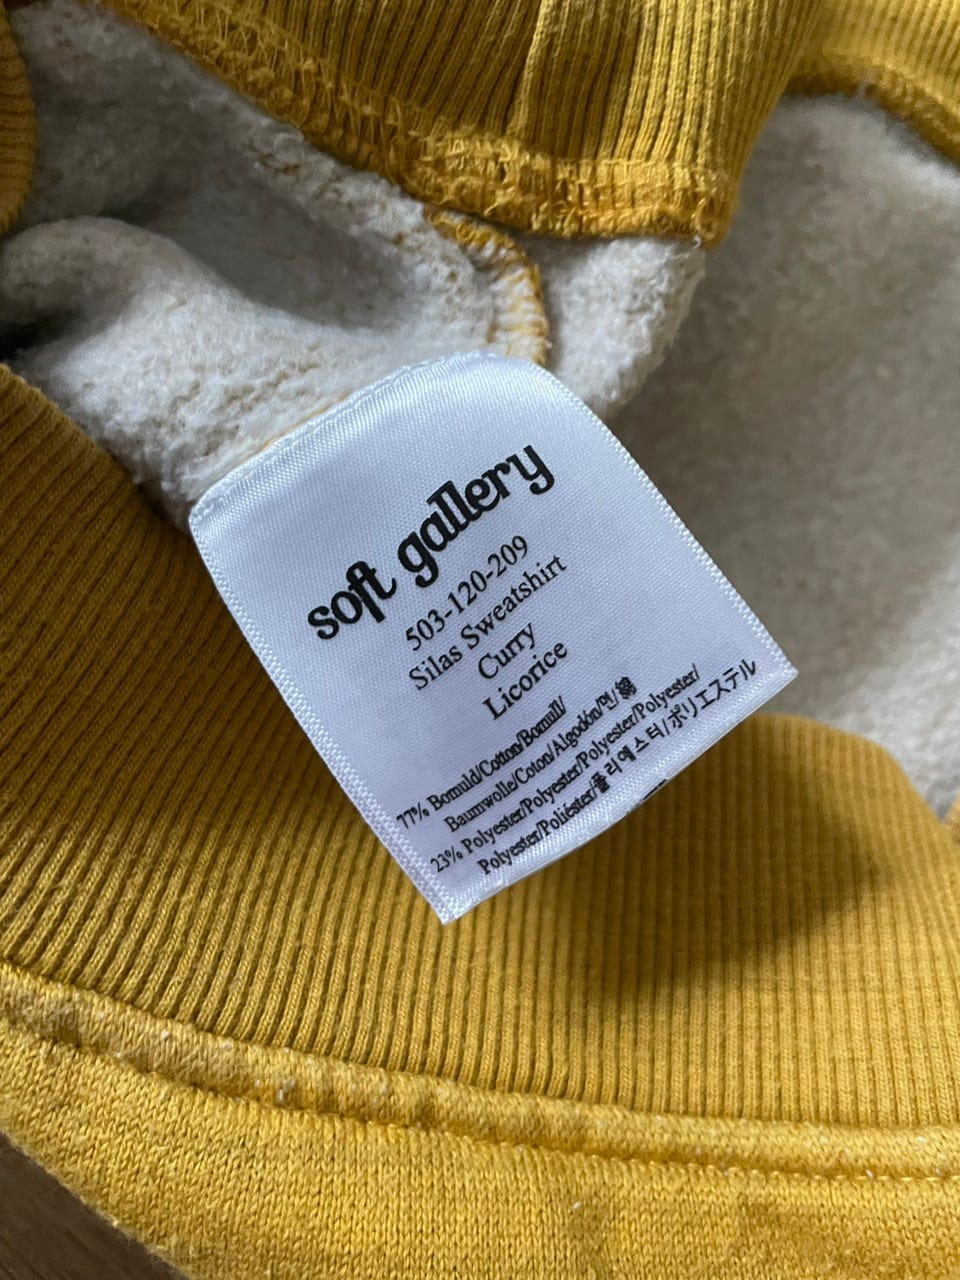 soft gallery
503-120-209
Silas Sweatshirt
Curry
Licorice
77% Bomuld/Cotton/Bomull/
Baumwolle/Coton/Algodón/면/綿
23% Polyester/Polyester/Polyester/Polyester/
Polyester/Poliéster/폴리에스터/ポリエステル